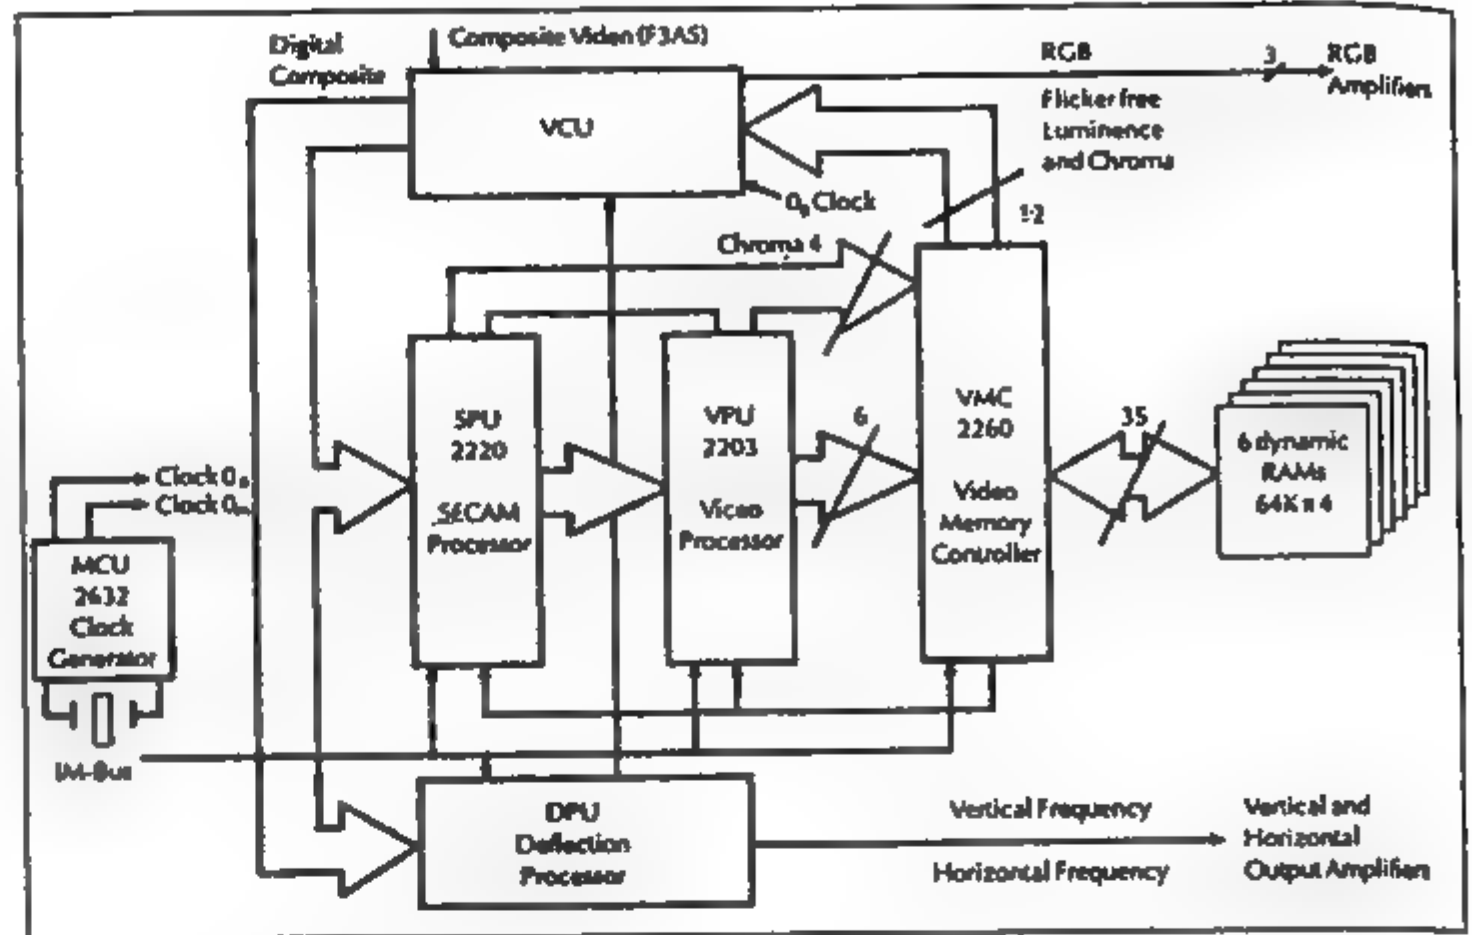 Digital
Composite
Composite Video (F3A5)
RGB
3
RGB
Amplifiers
VCU
Flicker free
Luminence
and Chroma
Clock
12
Chroma 4
SPU
2220
SECAM
Processor
VPU
2203
Video
Processor
6
VMC
2260
Video
Memory
Controller
35
6 dynamic
RAMs
64K x 4
Clock
Clock
MCU
2632
Clock
Generator
IM-Bus
DPU
Deflection
Processor
Vertical Frequency
Horizontal Frequency
Vertical and
Horizontal
Output Amplifiers